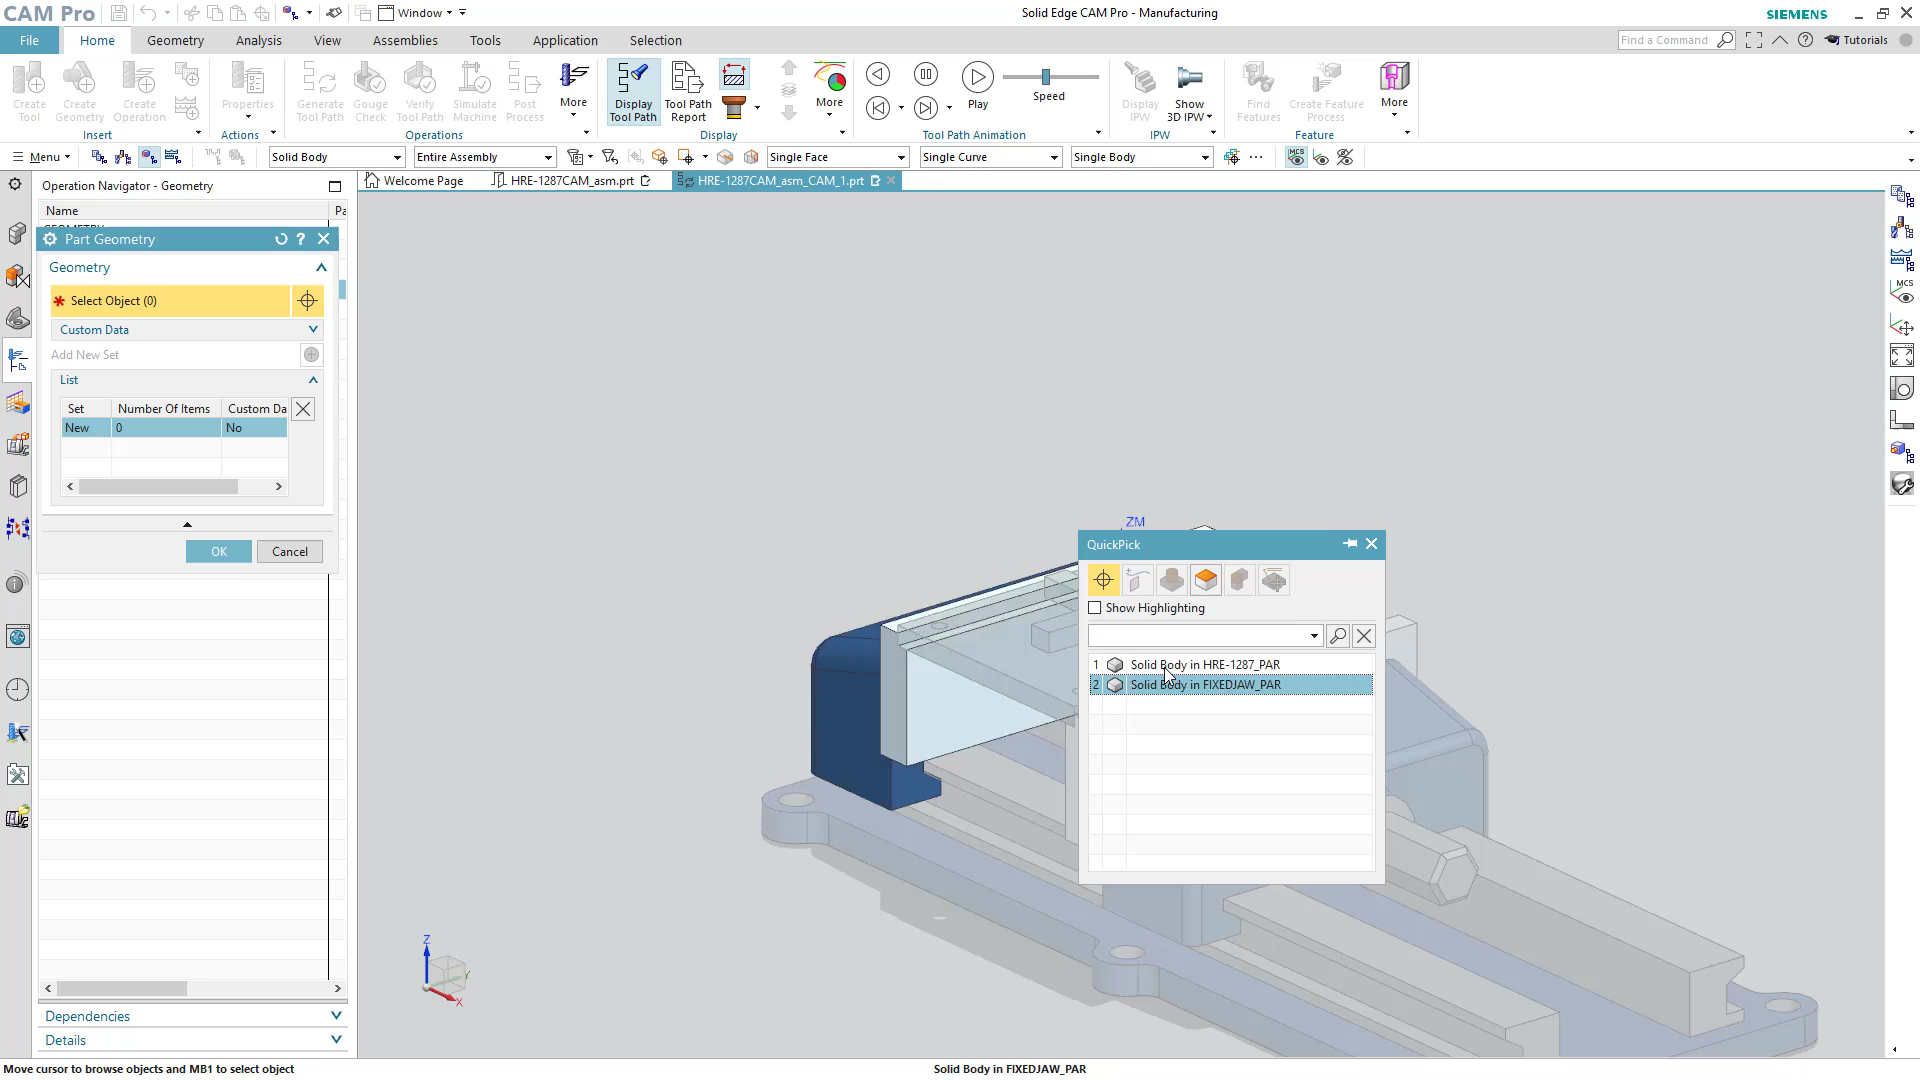 CAM Pro
Window
Solid Edge CAM Pro - Manufacturing
SIEMENS
File
Home
Geometry
Analysis
View
Assemblies
Tools
Application
Selection
Find a Command
Tutorials
Create Tool
Create Geometry
Create Operation
Properties
Generate Tool Path
Gouge Check
Verify Tool Path
Simulate Machine
Post Process
More
Display Tool Path
Tool Path Report
More
Play
Speed
Display IPW
Show 3D IPW
Find Features
Create Feature Process
More
Insert
Actions
Operations
Display
Tool Path Animation
IPW
Feature
Menu
Solid Body
Entire Assembly
Single Face
Single Curve
Single Body
MCS
Operation Navigator - Geometry
Welcome Page
HRE-1287CAM_asm.prt
HRE-1287CAM_asm_CAM_1.prt
Name
Pa
Part Geometry
?
Geometry
* Select Object (0)
Custom Data
Add New Set
List
Set
Number Of Items
Custom Da
New
0
No
OK
Cancel
MCS
ZM
QuickPick
Show Highlighting
1 Solid Body in HRE-1287_PAR
2 Solid Body in FIXEDJAW_PAR
Z
Y
X
Dependencies
Details
Move cursor to browse objects and MB1 to select object
Solid Body in FIXEDJAW_PAR